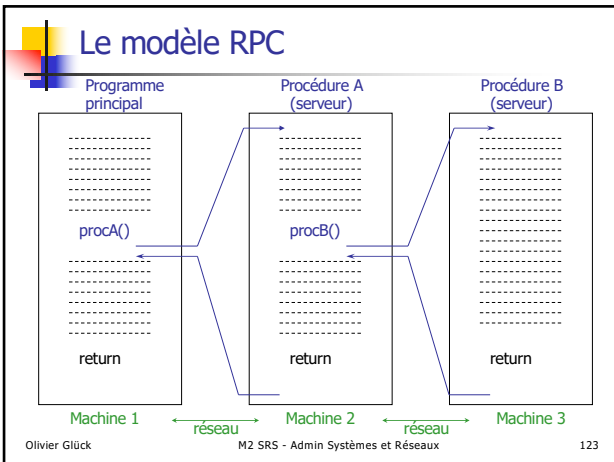 Le modèle RPC
Programme
principal
Procédure A
(serveur)
Procédure B
(serveur)
procA()
procB()
return
return
return
Machine 1
réseau
Machine 2
réseau
Machine 3
Olivier Glück
M2 SRS - Admin Systèmes et Réseaux
123